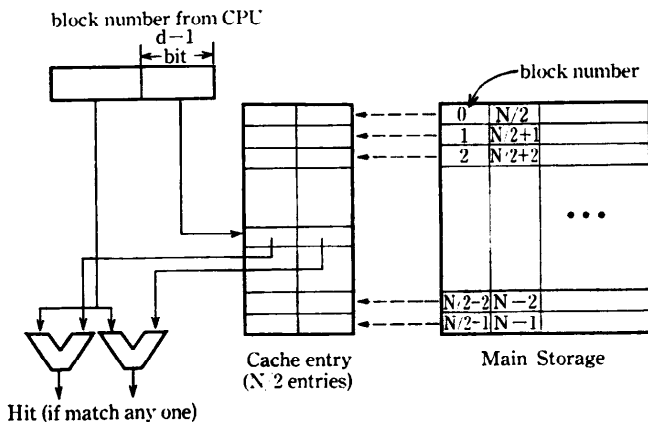 block number from CPU
d−1
bit
block number
0 N/2
1 N/2+1
2 N/2+2
• • •
N/2−2 N−2
N/2−1 N−1
Cache entry
(N/2 entries)
Main Storage
Hit (if match any one)